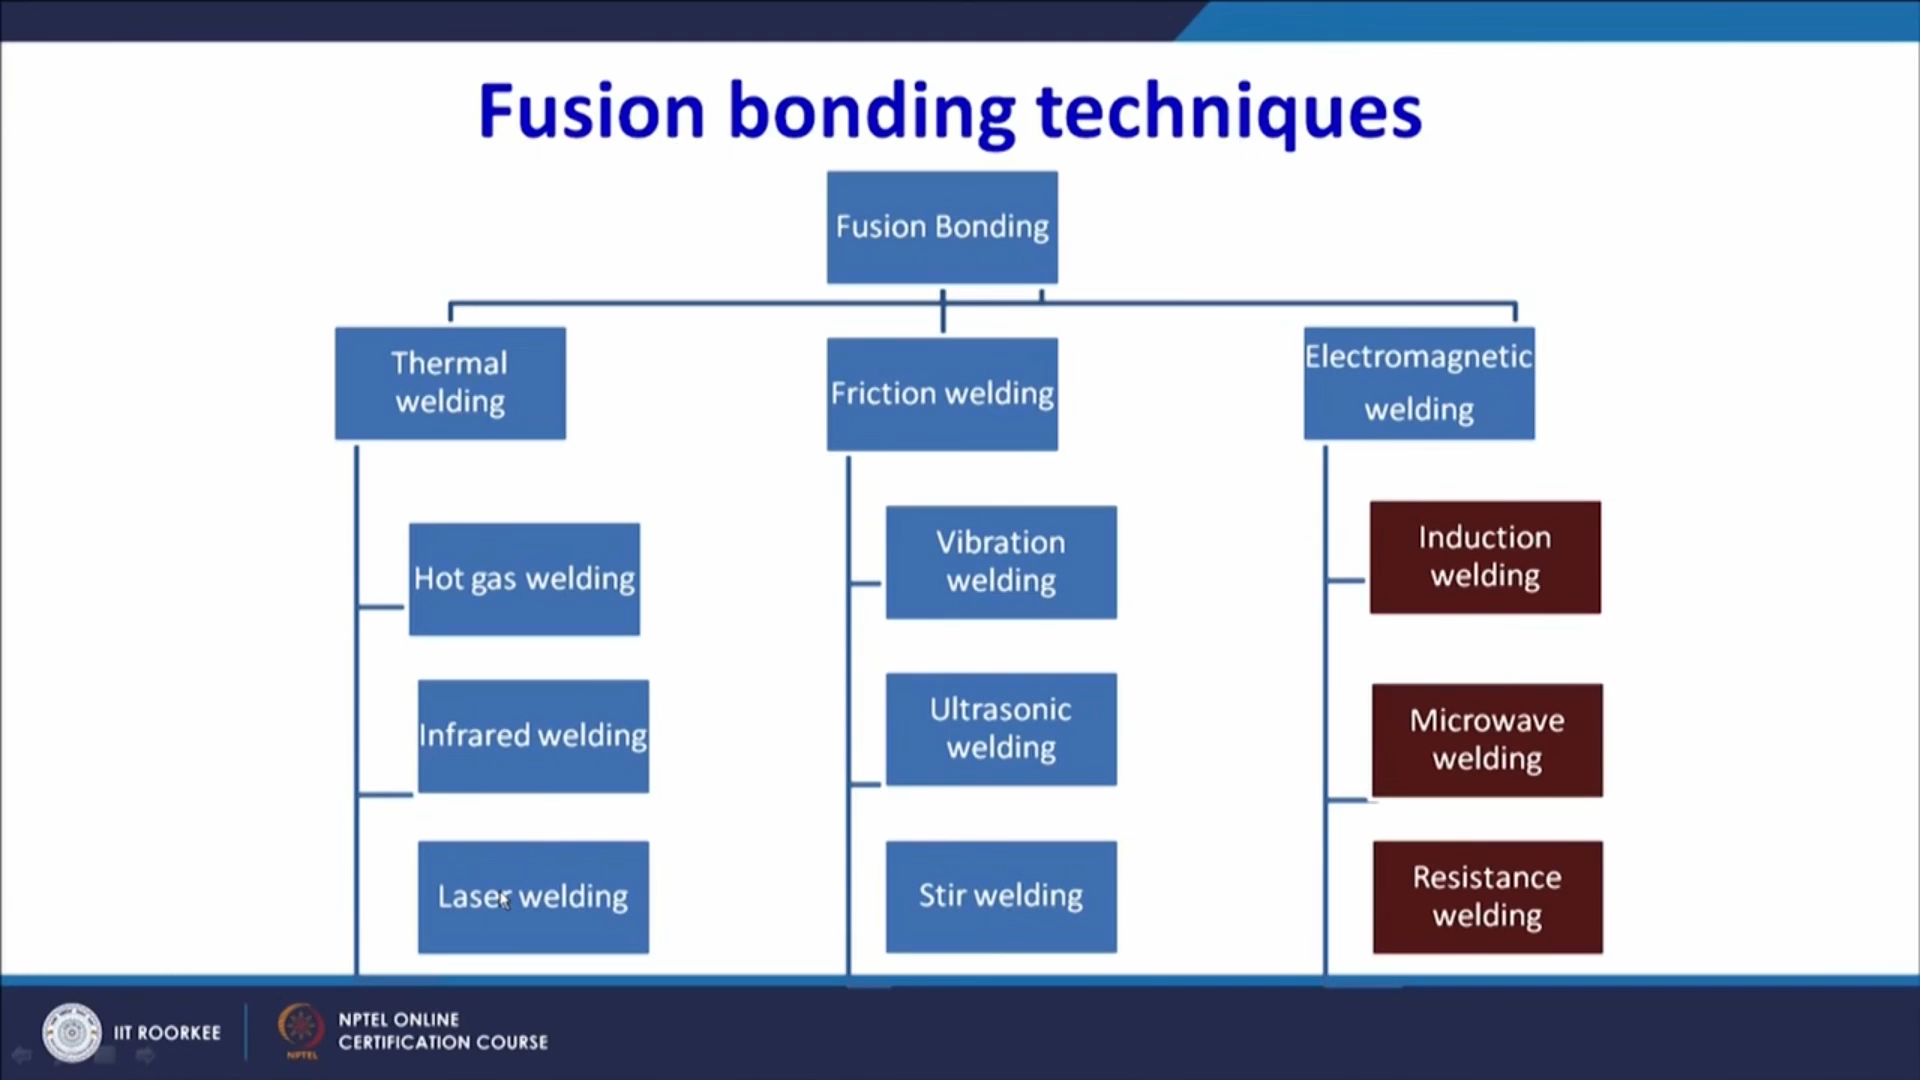 Fusion bonding techniques
Fusion Bonding
Thermal
welding
Friction welding
Electromagnetic
welding
Hot gas welding
Infrared welding
Laser welding
Vibration
welding
Ultrasonic
welding
Stir welding
Induction
welding
Microwave
welding
Resistance
welding
IIT ROORKEE
NPTEL
NPTEL ONLINE
CERTIFICATION COURSE